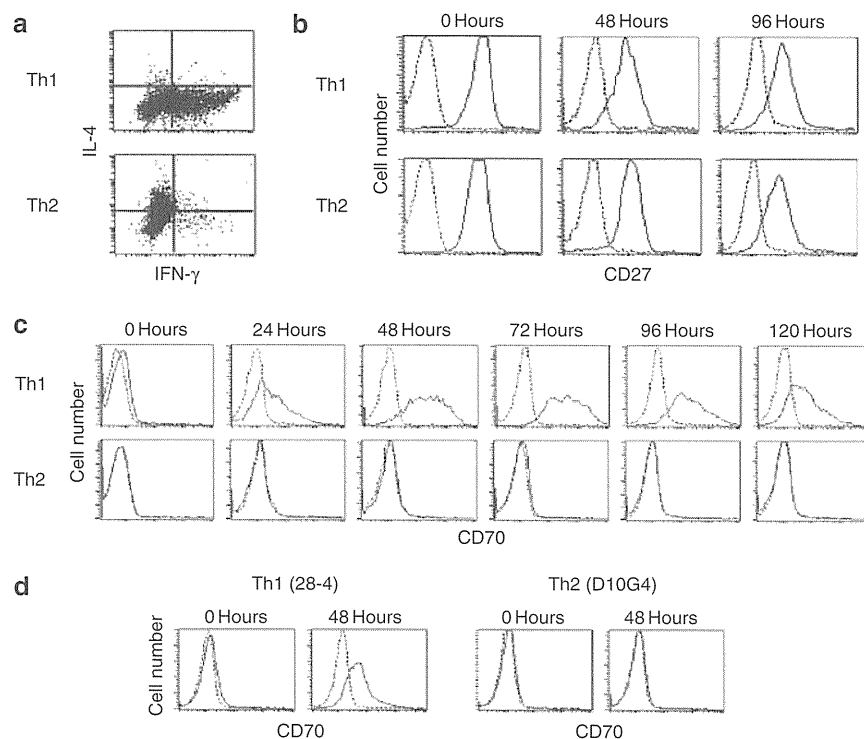 a
Th1
Th2
IL-4
IFN-γ
b
0 Hours 48 Hours 96 Hours
Th1
Th2
Cell number
CD27
c
0 Hours 24 Hours 48 Hours 72 Hours 96 Hours 120 Hours
Th1
Th2
Cell number
CD70
d
Th1 (28-4) Th2 (D10G4)
0 Hours 48 Hours 0 Hours 48 Hours
Cell number
CD70 CD70